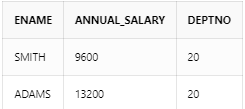 ENAME ANNUAL_SALARY DEPTNO
SMITH 9600 20
ADAMS 13200 20